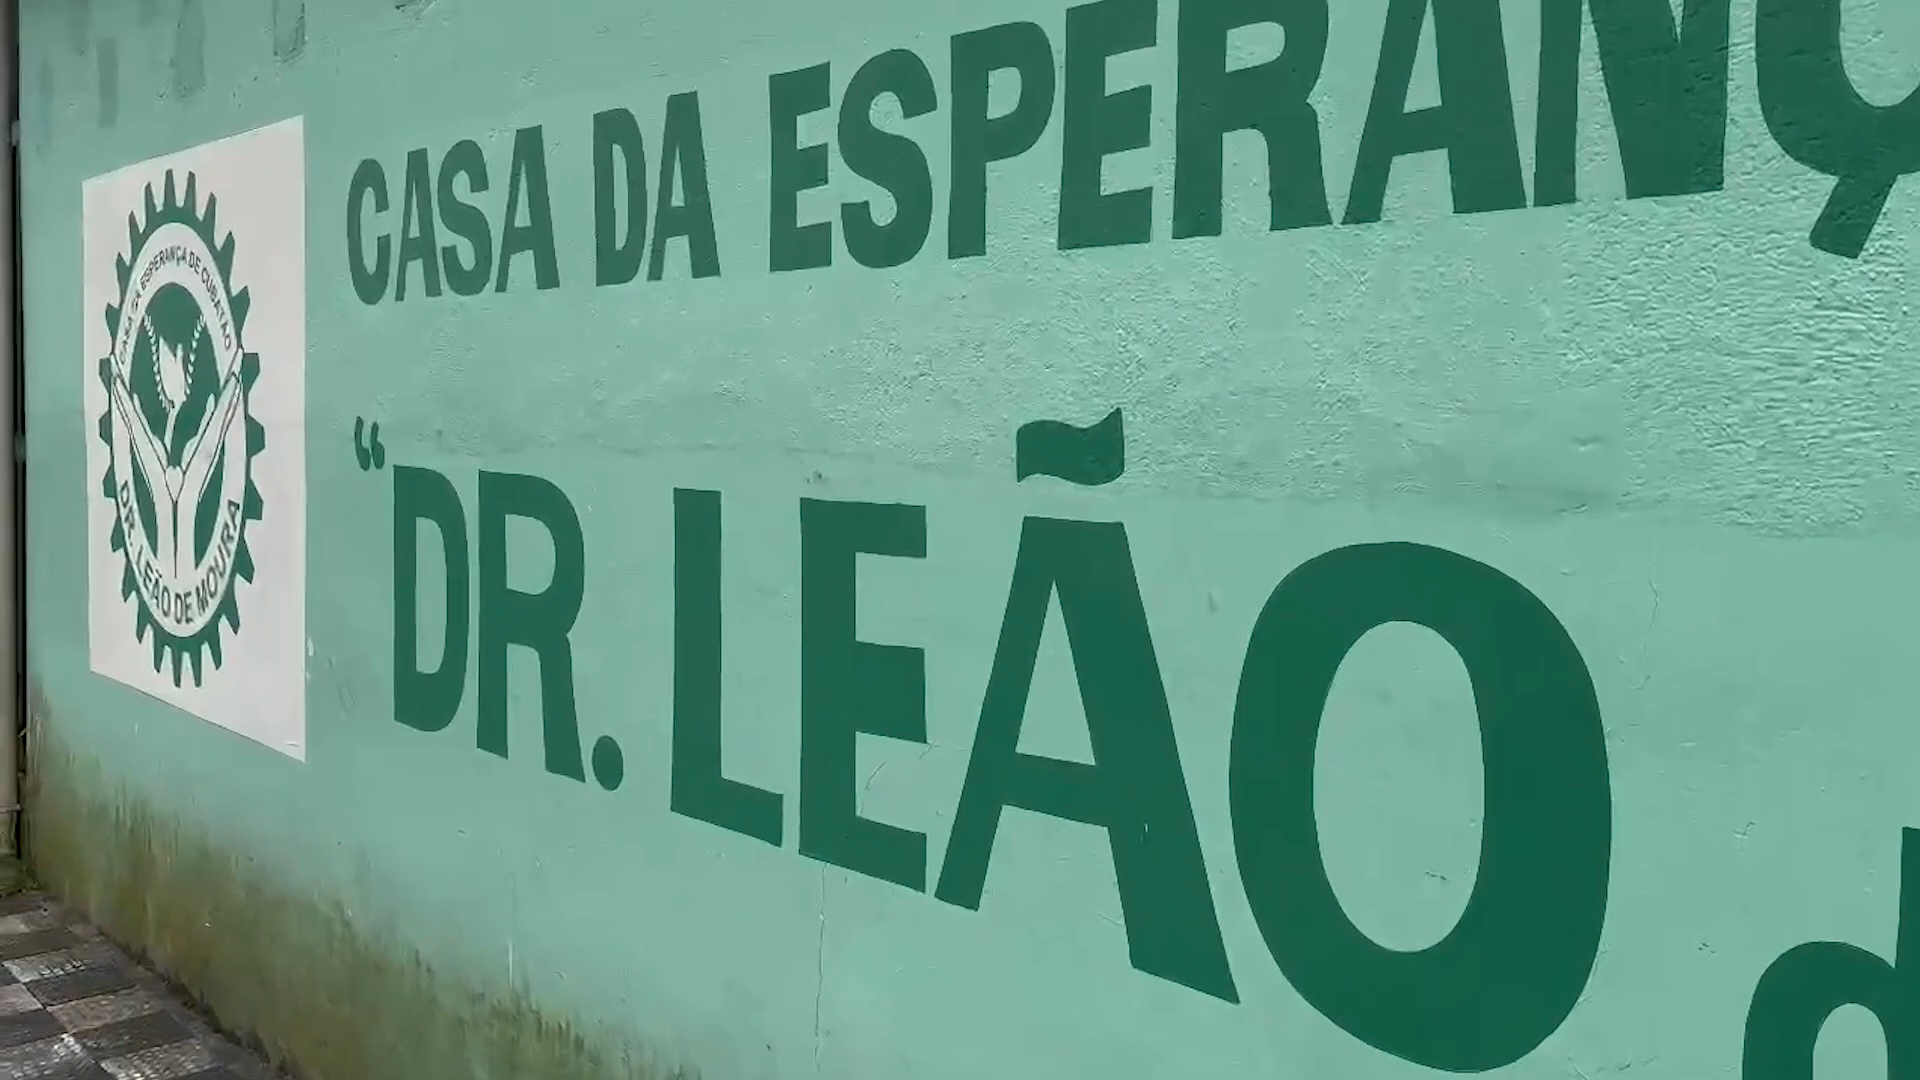 CASA DA ESPERANÇ
"DR. LEÃO d
CASA DA ESPERANÇA DE CUBATÃO
DR. LEÃO DE MOURA